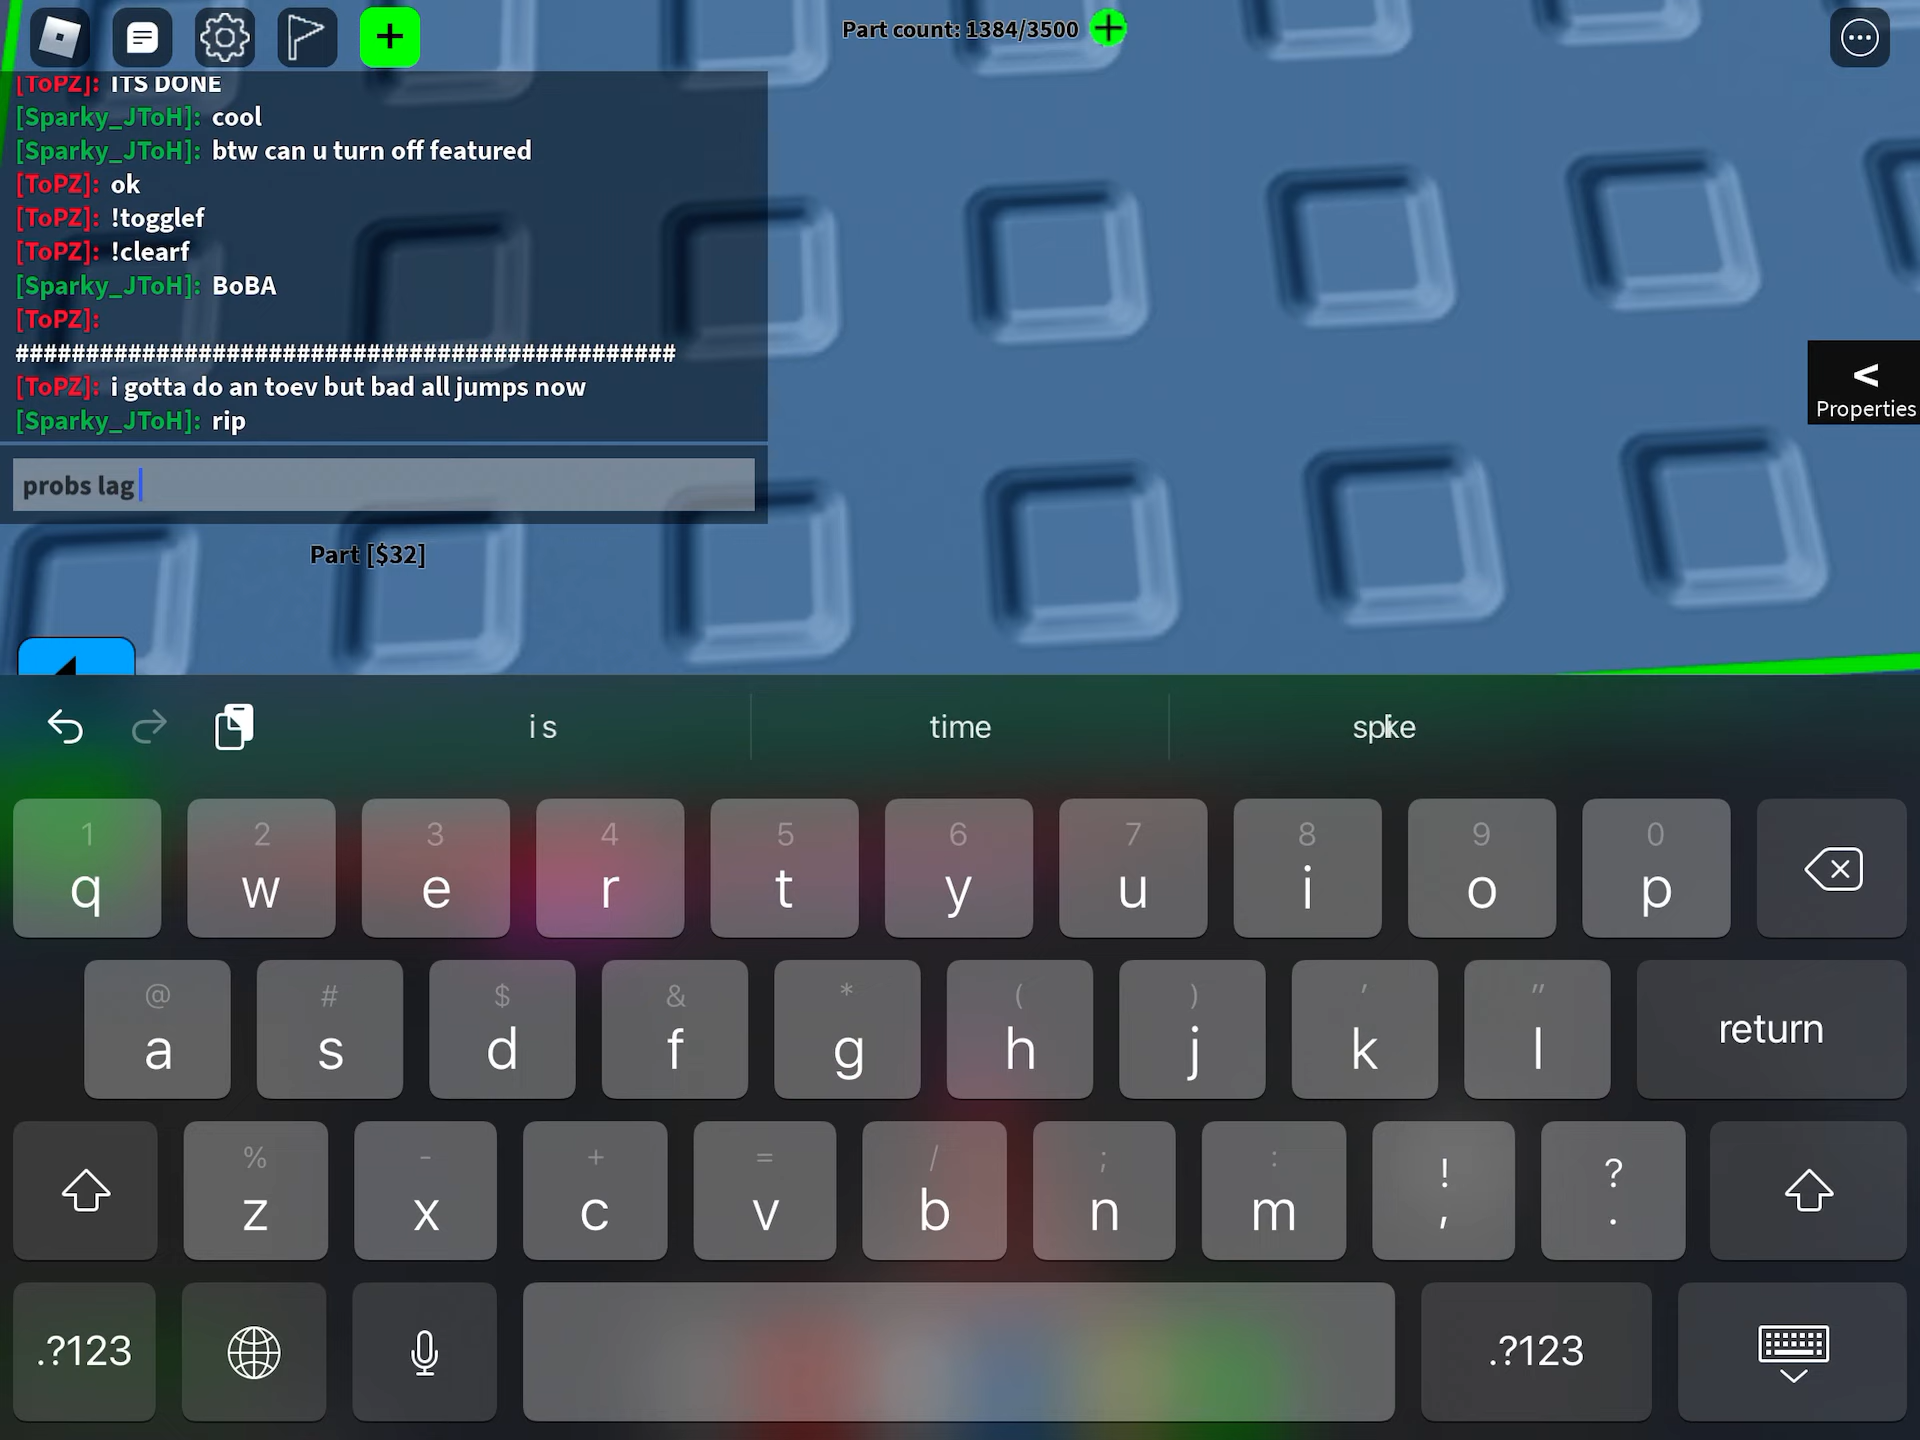 Part count: 1384/3500
[ToPZ]: ITS DONE
[Sparky_JToH]: cool
[Sparky_JToH]: btw can u turn off featured
[ToPZ]: ok
[ToPZ]: !togglef
[ToPZ]: !clearf
[Sparky_JToH]: BoBA
[ToPZ]:
###############################################
[ToPZ]: i gotta do an toev but bad all jumps now
[Sparky_JToH]: rip
probs lag
<
Properties
Part [$32]
is time spike
1 2 3 4 5 6 7 8 9 0
q w e r t y u i o p
@ # $ & * ( ) ' "
a s d f g h j k l return
% - + = / ; : ! ?
z x c v b n m , .
.?123 .?123